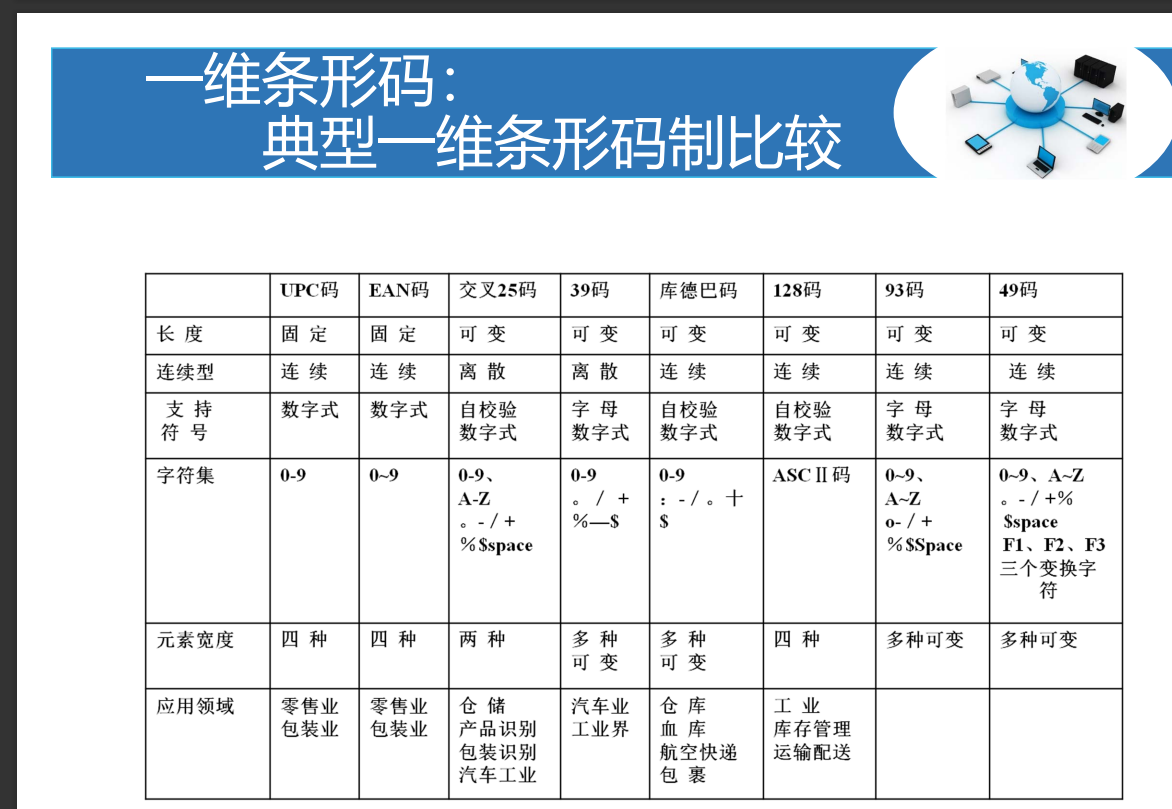 一维条形码：
典型一维条形码制比较
UPC码 EAN码 交叉25码 39码 库德巴码 128码 93码 49码
长 度 固 定 固 定 可 变 可 变 可 变 可 变 可 变 可 变
连续型 连 续 连 续 离 散 离 散 连 续 连 续 连 续 连 续
支 持 数字式 数字式 自校验 字 母 自校验 自校验 字 母 字 母
符 号 数字式 数字式 数字式 数字式 数字式 数字式
字符集 0-9 0~9 0-9、 0-9 0-9 ASCⅡ码 0~9、 0~9、A~Z
A-Z 。/ + ：-/。十 A~Z 。-/+%
。-/+ %—$ $ o-/+ $space
%$space %$Space F1、F2、F3
三个变换字
符
元素宽度 四 种 四 种 两 种 多 种 多 种 四 种 多种可变 多种可变
可 变 可 变
应用领域 零售业 零售业 仓 储 汽车业 仓 库 工 业
包装业 包装业 产品识别 工业界 血 库 库存管理
包装识别 航空快递 运输配送
汽车工业 包 裹